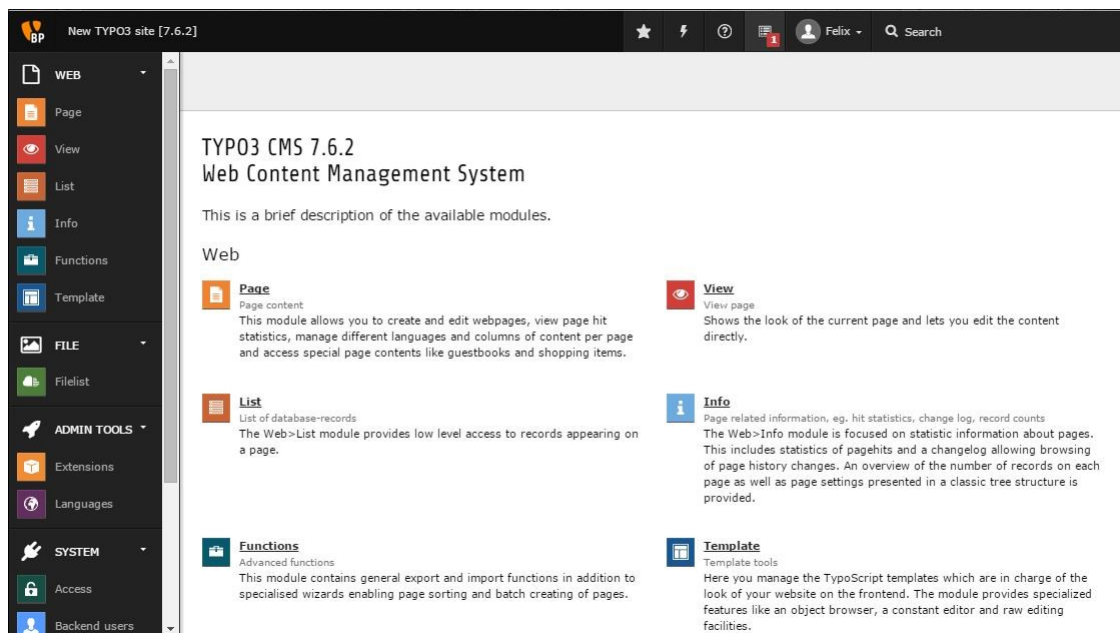 BP
New TYPO3 site [7.6.2]
1
Felix
Search
WEB
Page
View
List
Info
Functions
Template
FILE
Filelist
ADMIN TOOLS
Extensions
Languages
SYSTEM
Access
Backend users
TYPO3 CMS 7.6.2
Web Content Management System
This is a brief description of the available modules.
Web
Page
Page content
This module allows you to create and edit webpages, view page hit
statistics, manage different languages and columns of content per page
and access special page contents like guestbooks and shopping items.
View
View page
Shows the look of the current page and lets you edit the content
directly.
List
List of database-records
The Web>List module provides low level access to records appearing on
a page.
Info
Page related information, eg. hit statistics, change log, record counts
The Web>Info module is focused on statistic information about pages.
This includes statistics of pagehits and a changelog allowing browsing
of page history changes. An overview of the number of records on each
page as well as page settings presented in a classic tree structure is
provided.
Functions
Advanced functions
This module contains general export and import functions in addition to
specialised wizards enabling page sorting and batch creating of pages.
Template
Template tools
Here you manage the TypoScript templates which are in charge of the
look of your website on the frontend. The module provides specialized
features like an object browser, a constant editor and raw editing
facilities.